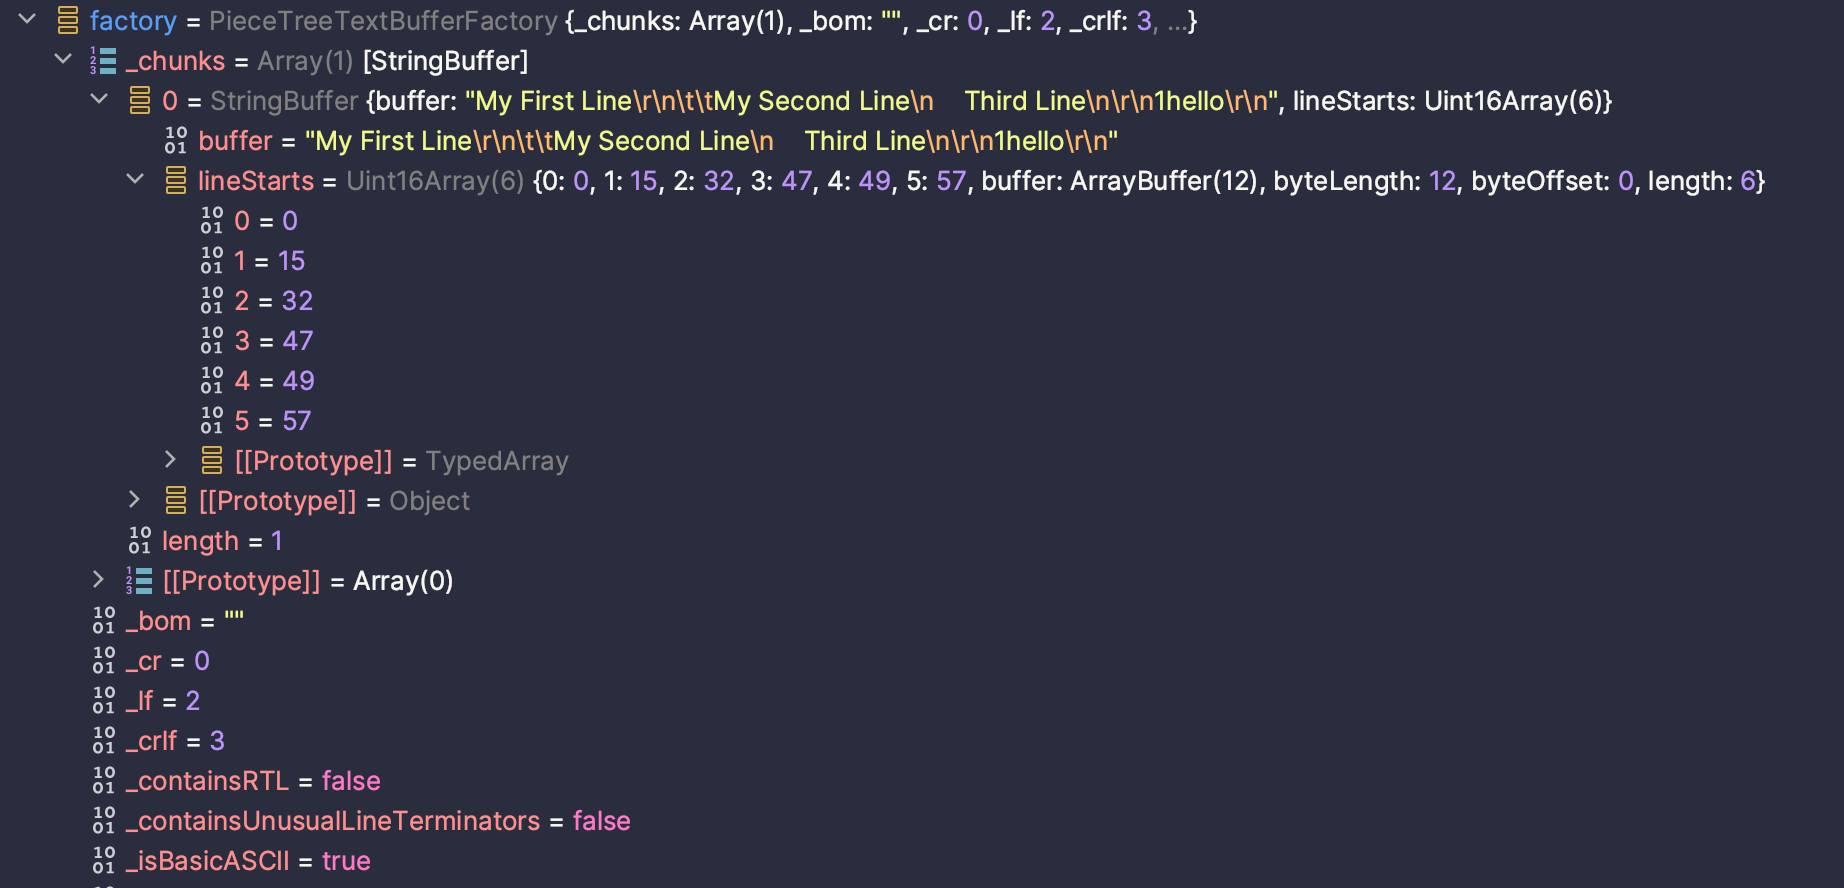 factory = PieceTreeTextBufferFactory {_chunks: Array(1), _bom: "", _cr: 0, _lf: 2, _crlf: 3, …}
_chunks = Array(1) [StringBuffer]
0 = StringBuffer {buffer: "My First Line\r\n\t\tMy Second Line\n    Third Line\n\r\n1hello\r\n", lineStarts: Uint16Array(6)}
buffer = "My First Line\r\n\t\tMy Second Line\n    Third Line\n\r\n1hello\r\n"
lineStarts = Uint16Array(6) {0: 0, 1: 15, 2: 32, 3: 47, 4: 49, 5: 57, buffer: ArrayBuffer(12), byteLength: 12, byteOffset: 0, length: 6}
0 = 0
1 = 15
2 = 32
3 = 47
4 = 49
5 = 57
[[Prototype]] = TypedArray
[[Prototype]] = Object
length = 1
[[Prototype]] = Array(0)
_bom = ""
_cr = 0
_lf = 2
_crlf = 3
_containsRTL = false
_containsUnusualLineTerminators = false
_isBasicASCII = true